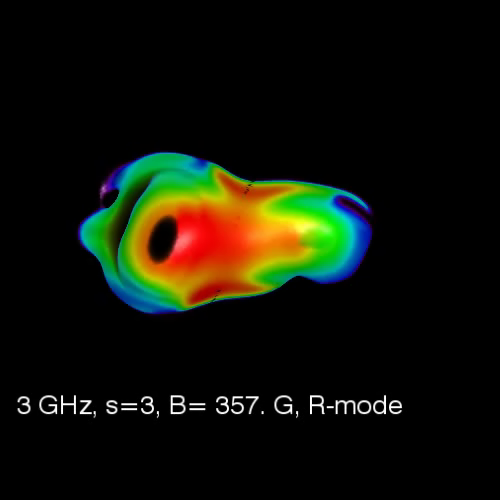 3 GHz, s=3, B= 357. G, R-mode